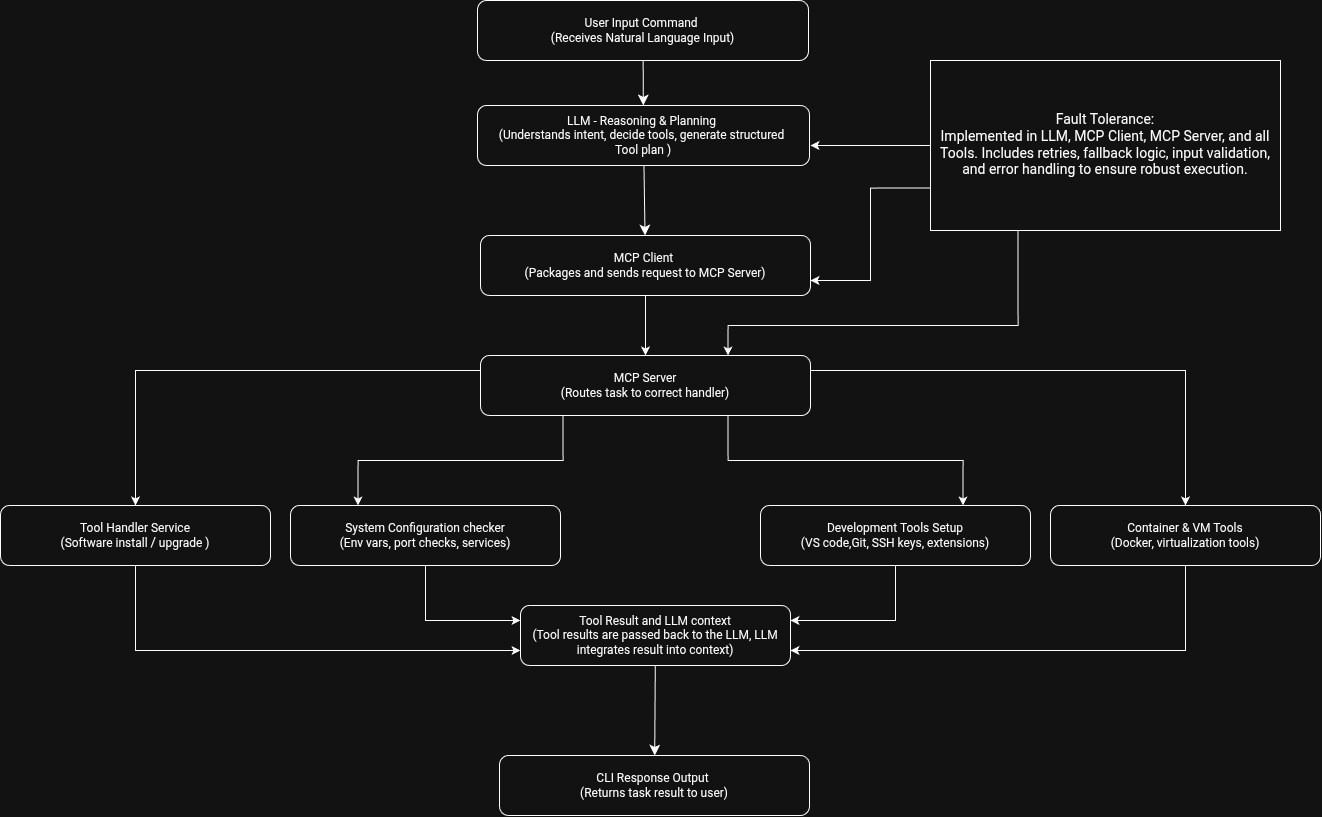 User Input Command
(Receives Natural Language Input)
LLM - Reasoning & Planning
(Understands intent, decide tools, generate structured
Tool plan )
Fault Tolerance:
Implemented in LLM, MCP Client, MCP Server, and all
Tools. Includes retries, fallback logic, input validation,
and error handling to ensure robust execution.
MCP Client
(Packages and sends request to MCP Server)
MCP Server
(Routes task to correct handler)
Tool Handler Service
(Software install / upgrade )
System Configuration checker
(Env vars, port checks, services)
Development Tools Setup
(VS code,Git, SSH keys, extensions)
Container & VM Tools
(Docker, virtualization tools)
Tool Result and LLM context
(Tool results are passed back to the LLM, LLM
integrates result into context)
CLI Response Output
(Returns task result to user)